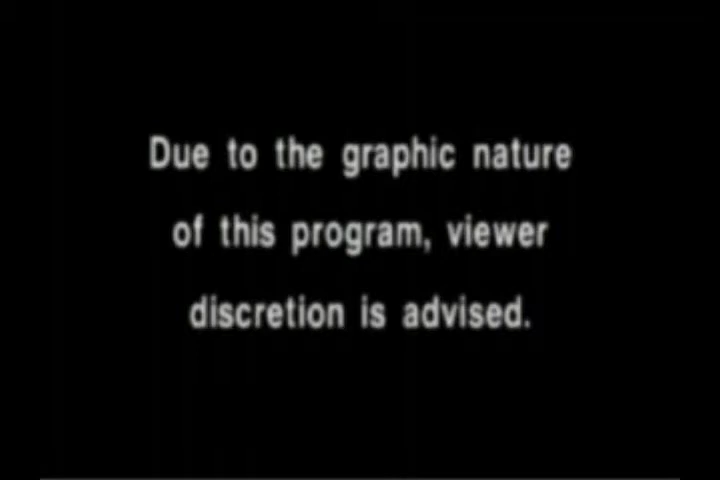 Due to the graphic nature
of this program, viewer
discretion is advised.